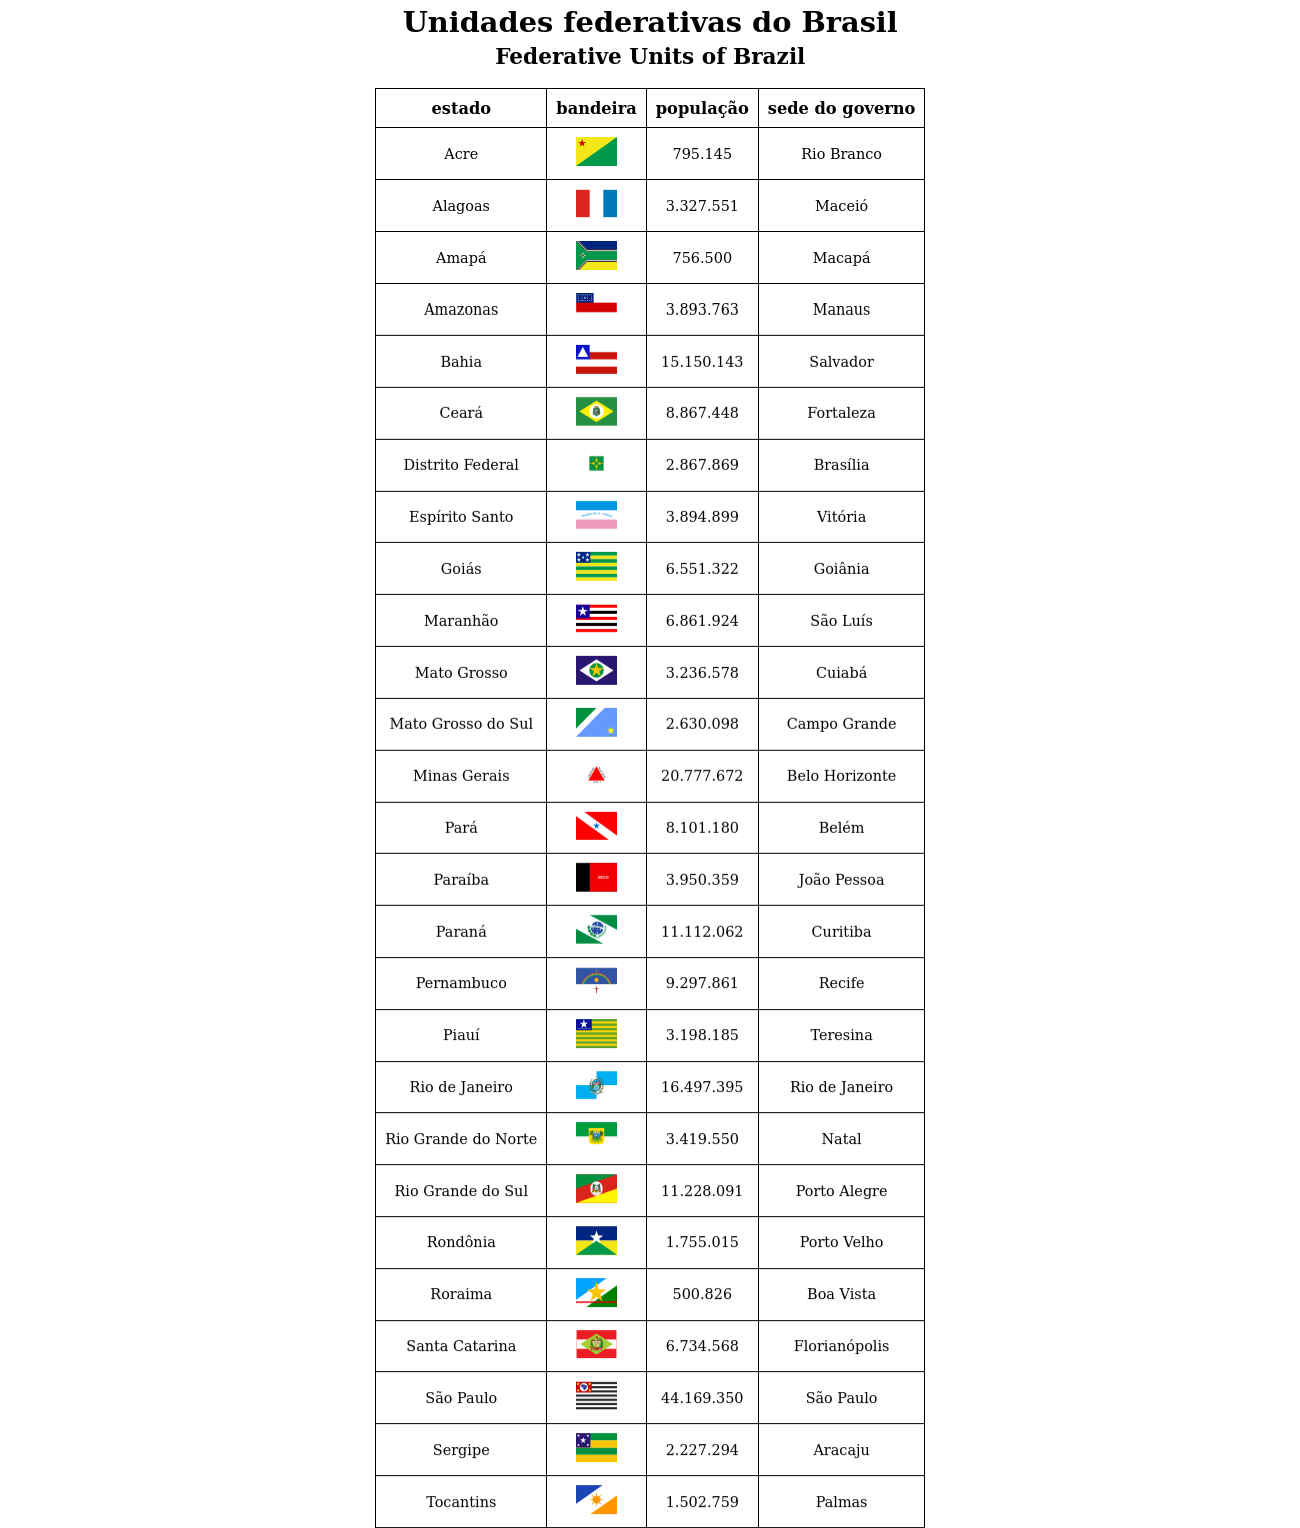 Unidades federativas do Brasil
Federative Units of Brazil
estado bandeira população sede do governo
Acre 795.145 Rio Branco
Alagoas 3.327.551 Maceió
Amapá 756.500 Macapá
Amazonas 3.893.763 Manaus
Bahia 15.150.143 Salvador
Ceará 8.867.448 Fortaleza
Distrito Federal 2.867.869 Brasília
Espírito Santo 3.894.899 Vitória
Goiás 6.551.322 Goiânia
Maranhão 6.861.924 São Luís
Mato Grosso 3.236.578 Cuiabá
Mato Grosso do Sul 2.630.098 Campo Grande
Minas Gerais 20.777.672 Belo Horizonte
Pará 8.101.180 Belém
Paraíba 3.950.359 João Pessoa
Paraná 11.112.062 Curitiba
Pernambuco 9.297.861 Recife
Piauí 3.198.185 Teresina
Rio de Janeiro 16.497.395 Rio de Janeiro
Rio Grande do Norte 3.419.550 Natal
Rio Grande do Sul 11.228.091 Porto Alegre
Rondônia 1.755.015 Porto Velho
Roraima 500.826 Boa Vista
Santa Catarina 6.734.568 Florianópolis
São Paulo 44.169.350 São Paulo
Sergipe 2.227.294 Aracaju
Tocantins 1.502.759 Palmas